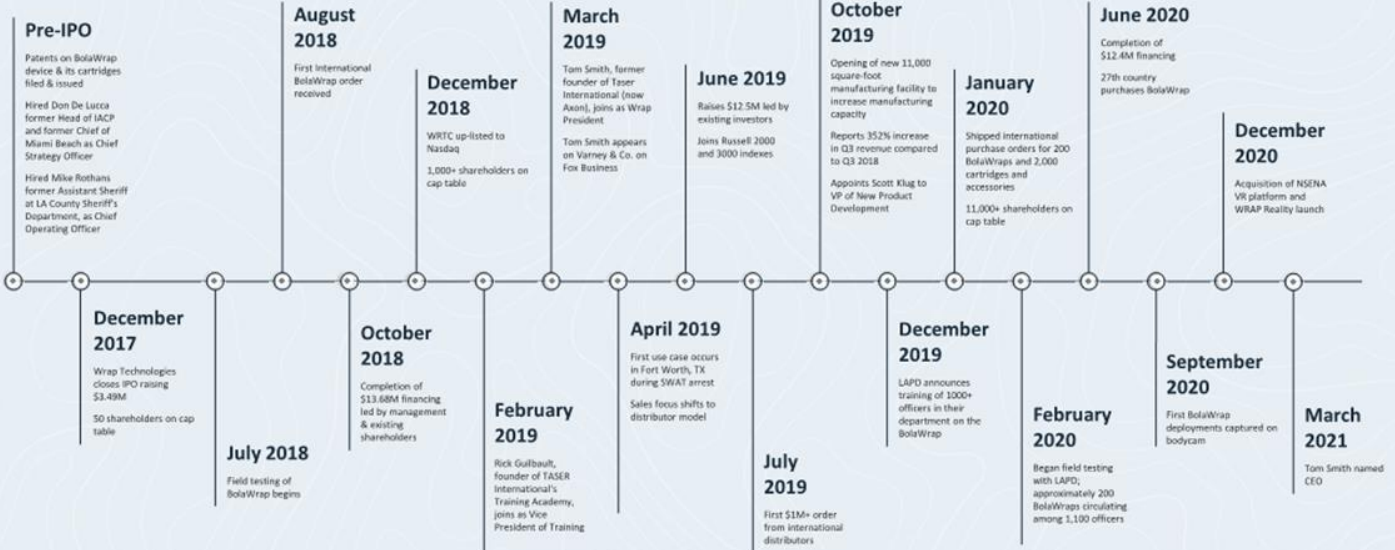 Pre-IPO
Patents on BolaWrap
device & its cartridges
filed & issued
Hired Don De Lucca
former Head of IACP
and former Chief of
Miami Beach as Chief
Strategy Officer
Hired Mike Rothans
former Assistant Sheriff
at LA County Sheriff's
Department, as Chief
Operating Officer
December
2017
Wrap Technologies
closes IPO raising
$3.49M
50 shareholders on cap
table
July 2018
Field testing of
BolaWrap begins
August
2018
First International
BolaWrap order
received
October
2018
Completion of
$13.68M financing
led by management
& existing
shareholders
December
2018
WRTC up-listed to
Nasdaq
1,000+ shareholders on
cap table
February
2019
Rick Guilbault,
founder of TASER
International's
Training Academy,
joins as Vice
President of Training
March
2019
Tom Smith, former
founder of Taser
International (now
Axon), joins as Wrap
President
Tom Smith appears
on Varney & Co. on
Fox Business
April 2019
First use case occurs
in Fort Worth, TX
during SWAT arrest
Sales focus shifts to
distributor model
June 2019
Raises $12.5M led by
existing investors
Joins Russell 2000
and 3000 indexes
July
2019
First $1M+ order
from international
distributors
October
2019
Opening of new 11,000
square-foot
manufacturing facility to
increase manufacturing
capacity
Reports 352% increase
in Q3 revenue compared
to Q3 2018
Appoints Scott Klug to
VP of New Product
Development
December
2019
LAPD announces
training of 1000+
officers in their
department on the
BolaWrap
January
2020
Shipped international
purchase orders for 200
BolaWraps and 2,000
cartridges and
accessories
11,000+ shareholders on
cap table
February
2020
Began field testing
with LAPD;
approximately 200
BolaWraps circulating
among 1,100 officers
June 2020
Completion of
$12.4M financing
27th country
purchases BolaWrap
September
2020
First BolaWrap
deployments captured on
bodycam
December
2020
Acquisition of NSENA
VR platform and
WRAP Reality launch
March
2021
Tom Smith named
CEO